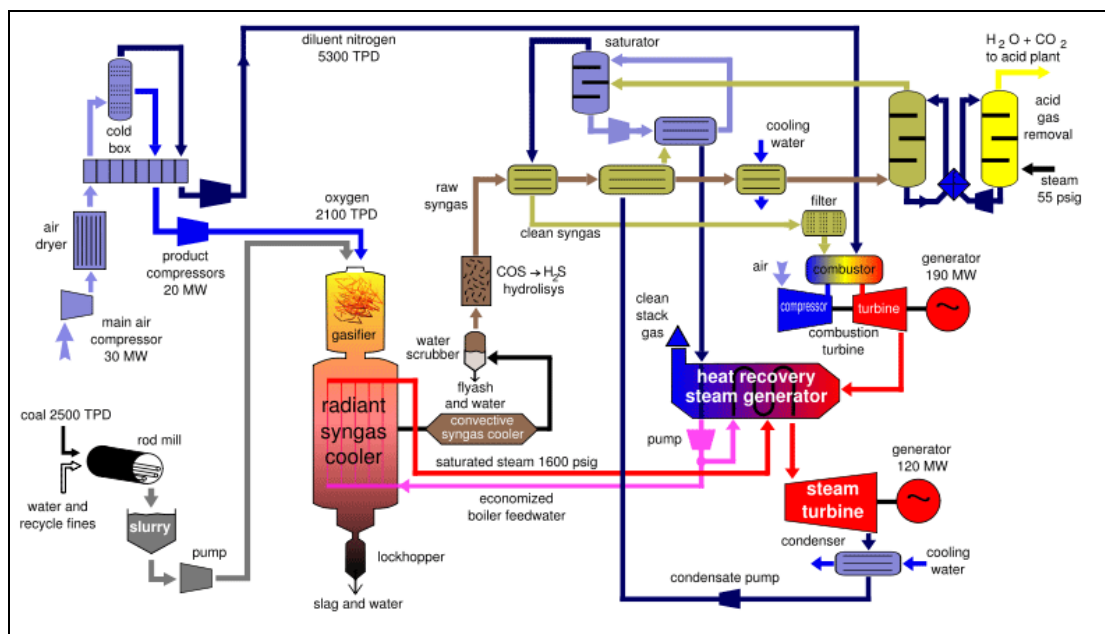 diluent nitrogen
5300 TPD
saturator
H2O + CO2
to acid plant
cold
box
cooling
water
acid
gas
removal
raw
syngas
oxygen
2100 TPD
steam
55 psig
filter
air
dryer
clean syngas
product
compressors
20 MW
COS → H2S
hydrolisys
air
combustor
generator
190 MW
compressor
turbine
clean
stack
gas
combustion
turbine
main air
compressor
30 MW
gasifier
water
scrubber
flyash
and water
heat recovery
steam generator
radiant
syngas
cooler
convective
syngas cooler
coal 2500 TPD
rod mill
pump
saturated steam 1600 psig
generator
120 MW
water and
recycle fines
economized
boiler feedwater
steam
turbine
slurry
pump
lockhopper
condenser
cooling
water
condensate pump
slag and water